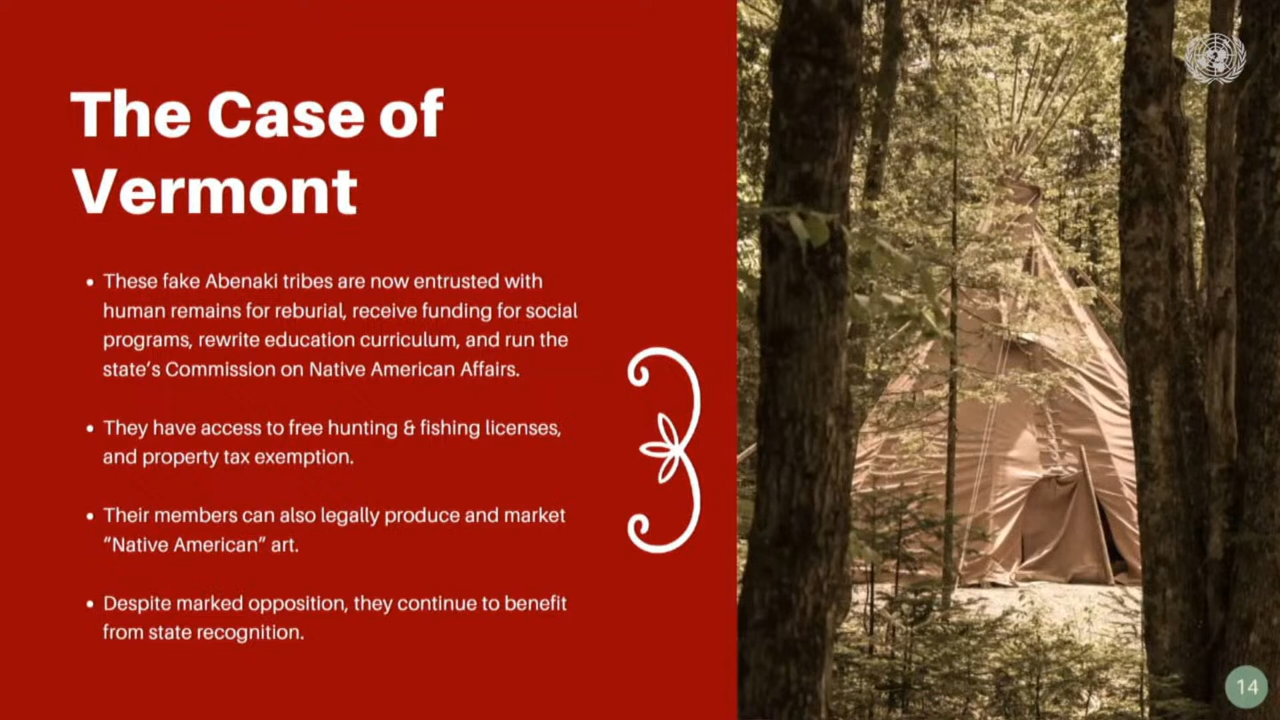 The Case of
Vermont
• These fake Abenaki tribes are now entrusted with
human remains for reburial, receive funding for social
programs, rewrite education curriculum, and run the
state's Commission on Native American Affairs.
• They have access to free hunting & fishing licenses,
and property tax exemption.
• Their members can also legally produce and market
“Native American” art.
• Despite marked opposition, they continue to benefit
from state recognition.
14